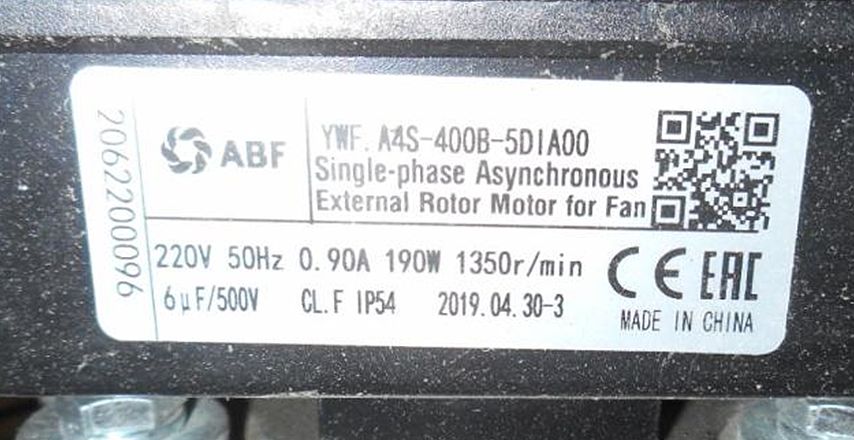 2062200096
ABF
YWF. A4S-400B-5DIA00
Single-phase Asynchronous
External Rotor Motor for Fan
220V 50Hz 0.90A 190W 1350r/min
6μF/500V CL.F IP54 2019.04.30-3
CE EAC
MADE IN CHINA